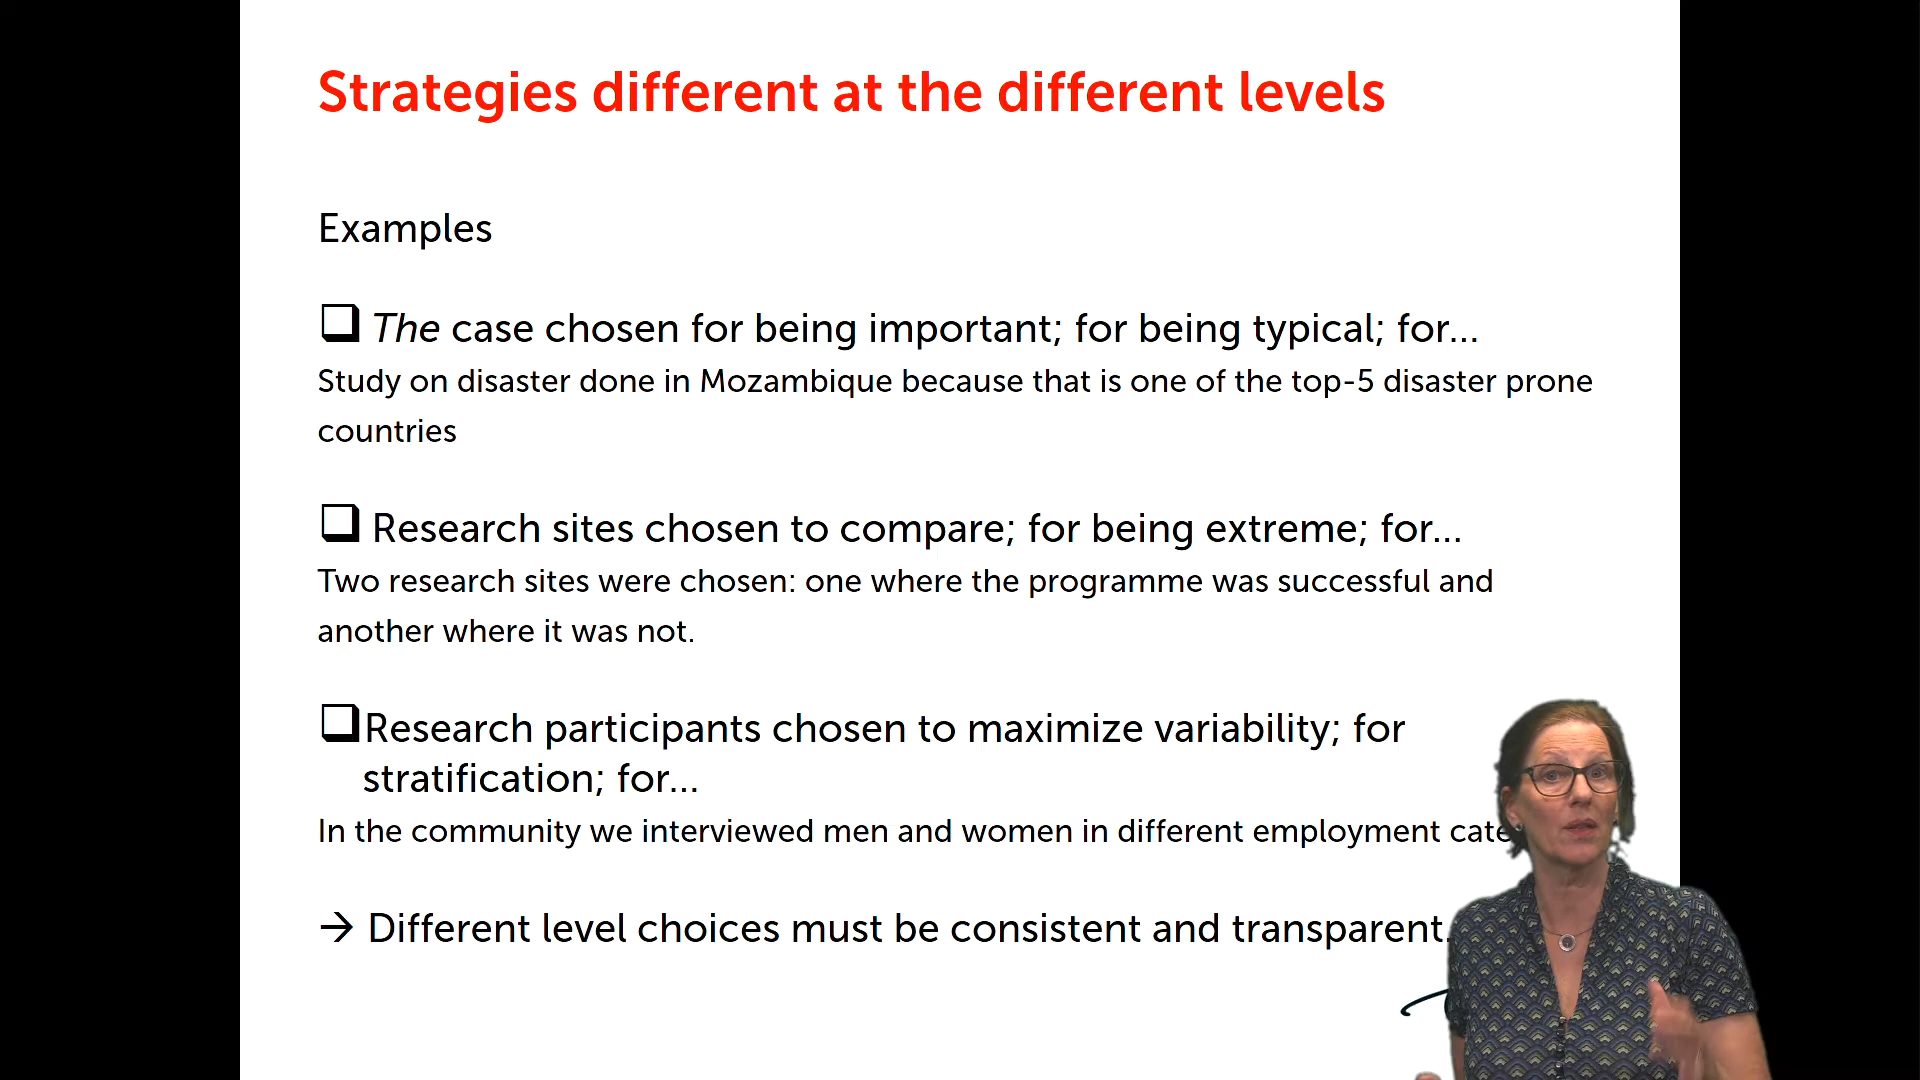 Strategies different at the different levels
Examples
The case chosen for being important; for being typical; for...
Study on disaster done in Mozambique because that is one of the top-5 disaster prone
countries
Research sites chosen to compare; for being extreme; for...
Two research sites were chosen: one where the programme was successful and
another where it was not.
Research participants chosen to maximize variability; for
stratification; for...
In the community we interviewed men and women in different employment
→ Different level choices must be consistent and transparent.